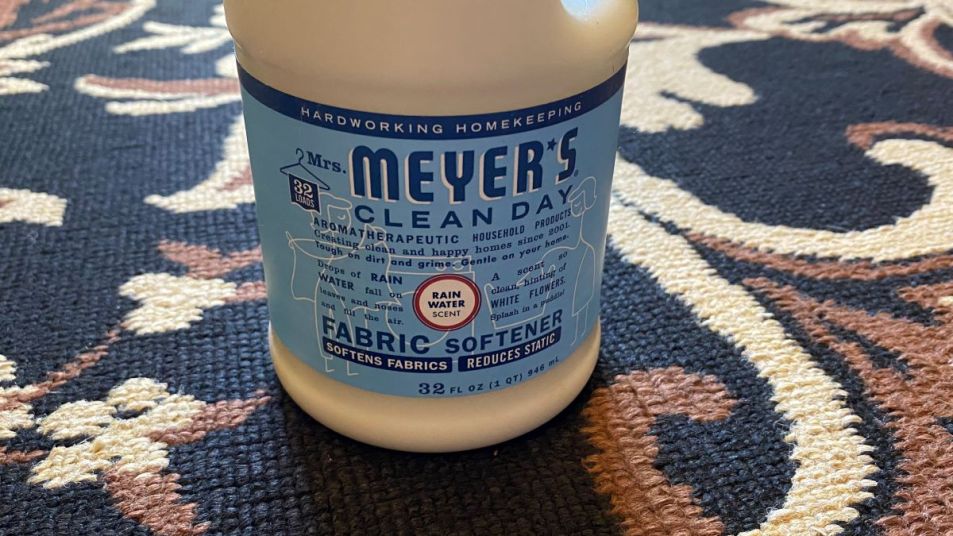 HARDWORKING HOMEKEEPING
32 LOADS
Mrs. MEYER'S®
CLEAN DAY
AROMATHERAPEUTIC HOUSEHOLD PRODUCTS
Creating clean and happy homes since 2001.
Tough on dirt and grime. Gentle on your home.
Drops of RAIN
WATER fall on
leaves and noses
and fill the air.
RAIN
WATER
SCENT
A scent so
clean, hinting of
WHITE FLOWERS.
Splash in a puddle!
FABRIC SOFTENER
SOFTENS FABRICS REDUCES STATIC
32 FL OZ (1 QT) 946 mL